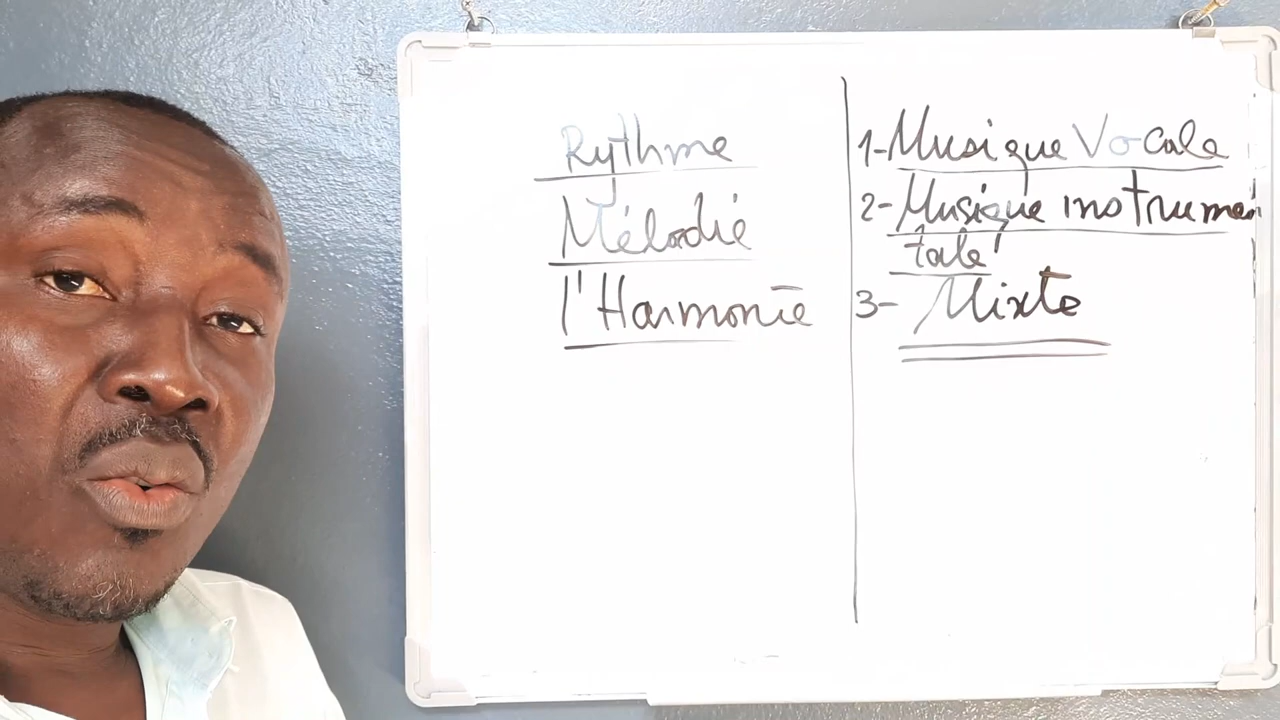 Rythme
Mélodie
l'Harmonie
1-Musique Vocale
2-Musique instrumen
tale
3- Mixte